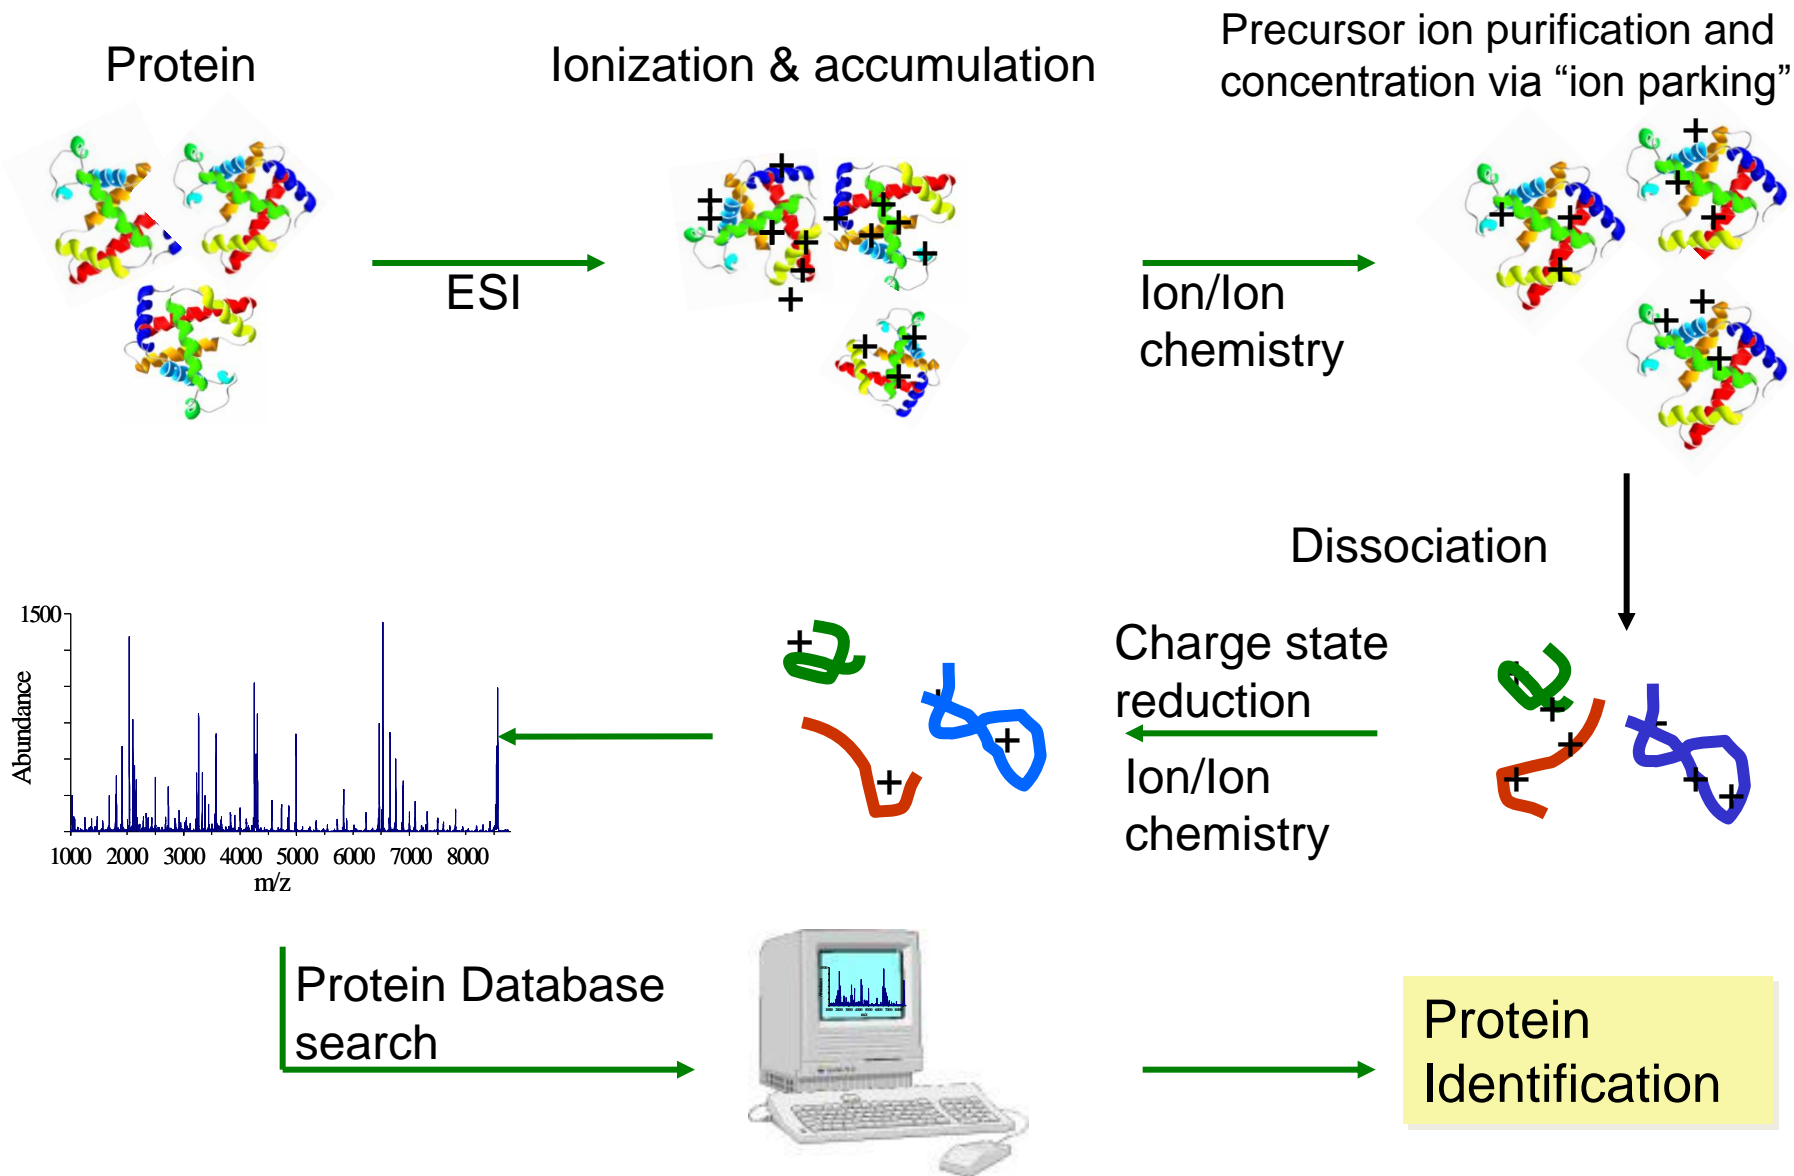 Protein
Ionization & accumulation
Precursor ion purification and
concentration via “ion parking”
ESI
Ion/Ion
chemistry
Dissociation
Charge state
reduction
Ion/Ion
chemistry
1500
Abundance
1000 2000 3000 4000 5000 6000 7000 8000
m/z
Protein Database
search
Protein
Identification